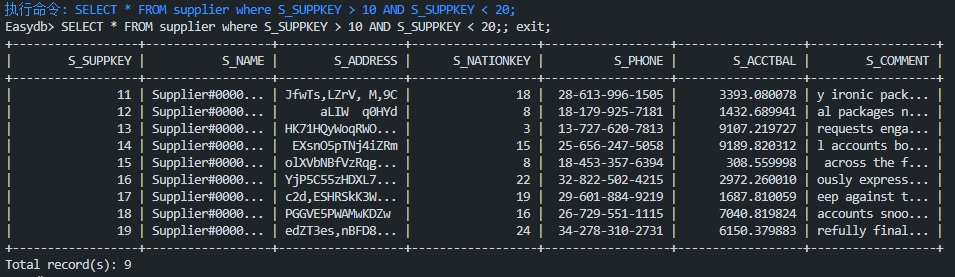 执行命令: SELECT * FROM supplier where S_SUPPKEY > 10 AND S_SUPPKEY < 20;
Easydb> SELECT * FROM supplier where S_SUPPKEY > 10 AND S_SUPPKEY < 20;; exit;
+------------------+------------------+------------------+------------------+------------------+------------------+------------------+
| S_SUPPKEY | S_NAME | S_ADDRESS | S_NATIONKEY | S_PHONE | S_ACCTBAL | S_COMMENT |
+------------------+------------------+------------------+------------------+------------------+------------------+------------------+
| 11 | Supplier#0000... | JfwTs,LZrV, M,9C | 18 | 28-613-996-1505 | 3393.080078 | y ironic pack... |
| 12 | Supplier#0000... | aLIW  q0HYd | 8 | 18-179-925-7181 | 1432.689941 | al packages n... |
| 13 | Supplier#0000... | HK71HQyWoqRWO... | 3 | 13-727-620-7813 | 9107.219727 | requests enga... |
| 14 | Supplier#0000... | EXsnO5pTNj4iZRm | 15 | 25-656-247-5058 | 9189.820312 | l accounts bo... |
| 15 | Supplier#0000... | olXVbNBfVzRqg... | 8 | 18-453-357-6394 | 308.559998 | across the f... |
| 16 | Supplier#0000... | YjP5C55zHDXL7... | 22 | 32-822-502-4215 | 2972.260010 | ously express... |
| 17 | Supplier#0000... | c2d,ESHRSkK3W... | 19 | 29-601-884-9219 | 1687.810059 | eep against t... |
| 18 | Supplier#0000... | PGGVE5PWAMwKDZw | 16 | 26-729-551-1115 | 7040.819824 | accounts snoo... |
| 19 | Supplier#0000... | edZT3es,nBFD8... | 24 | 34-278-310-2731 | 6150.379883 | refully final... |
+------------------+------------------+------------------+------------------+------------------+------------------+------------------+
Total record(s): 9